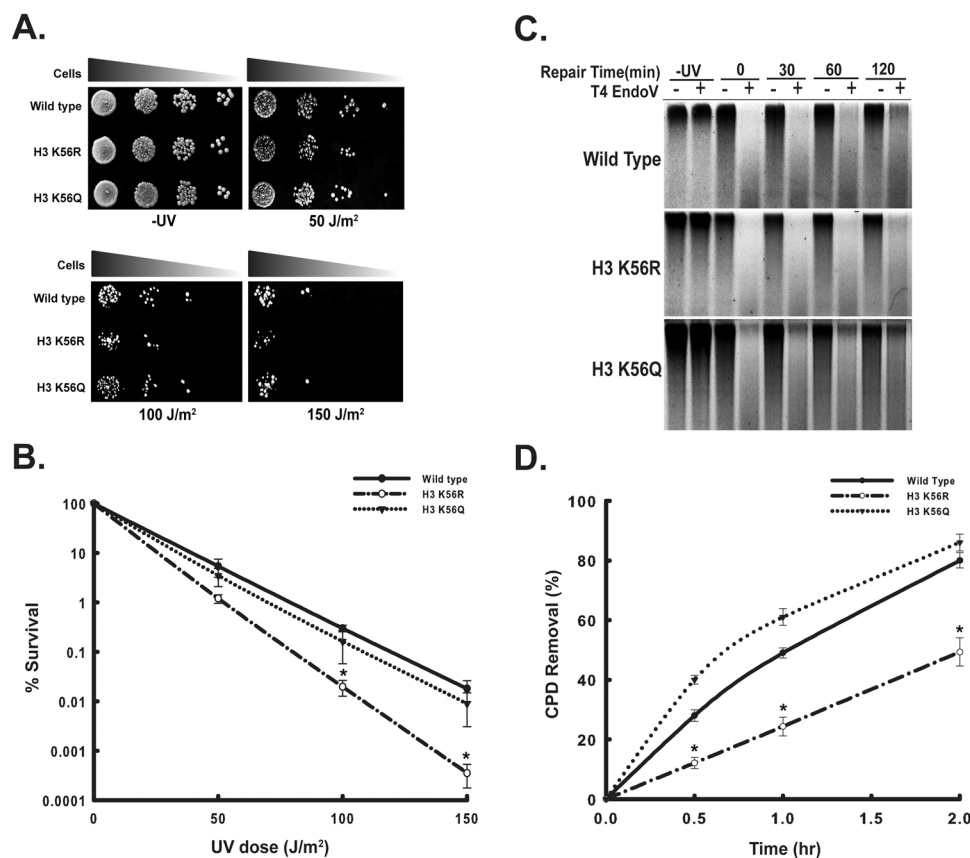 A.
Cells
Wild type
H3 K56R
H3 K56Q
-UV
50 J/m²
Cells
Wild type
H3 K56R
H3 K56Q
100 J/m²
150 J/m²
B.
Wild type
H3 K56R
H3 K56Q
100
10
1
0.1
0.01
0.001
0.0001
% Survival
*
*
0
50
100
150
UV dose (J/m²)
C.
Repair Time(min)
-UV
0
30
60
120
T4 EndoV
- + - + - + - + - +
Wild Type
H3 K56R
H3 K56Q
D.
Wild Type
H3 K56R
H3 K56Q
100
80
60
40
20
0
CPD Removal (%)
*
*
*
0.0
0.5
1.0
1.5
2.0
Time (hr)